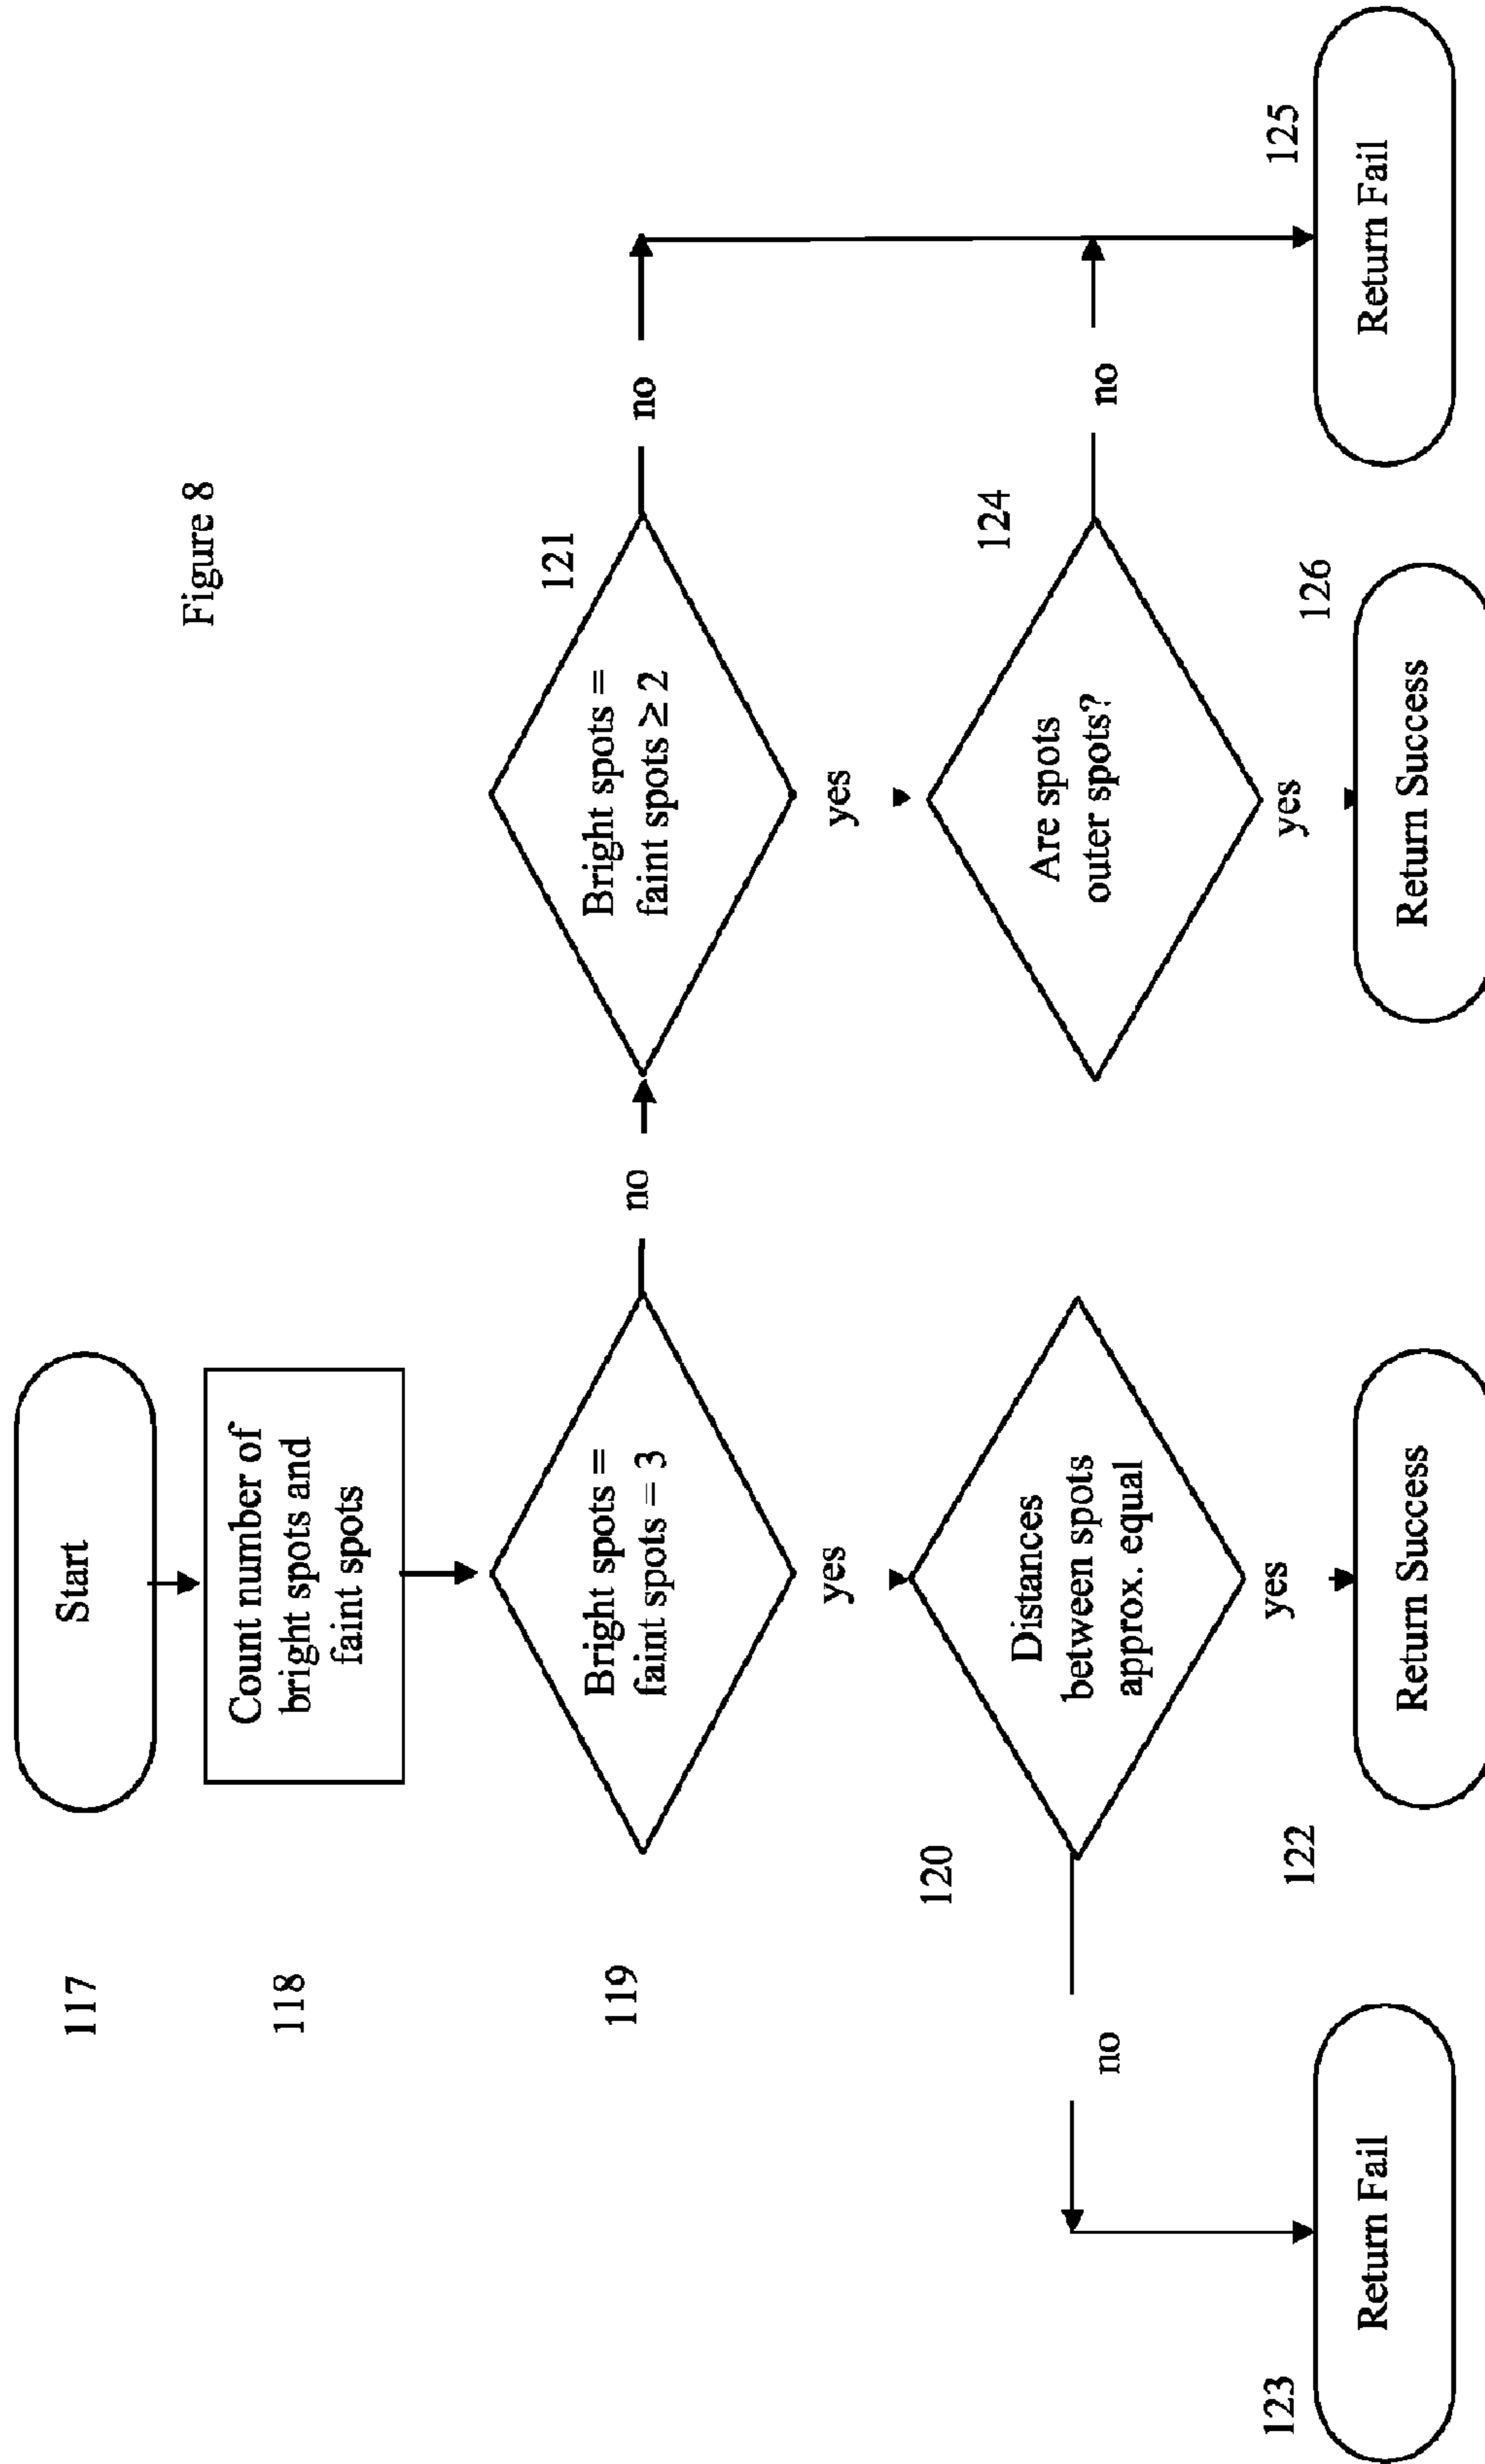 Figure 8
117
Start
118
Count number of
bright spots and
faint spots
119
Bright spots =
faint spots = 3
no
121
Bright spots =
faint spots ≥ 2
no
yes
yes
120
Distances
between spots
approx. equal
no
124
Are spots
outer spots?
no
yes
yes
123
Return Fail
122
Return Success
126
Return Success
125
Return Fail